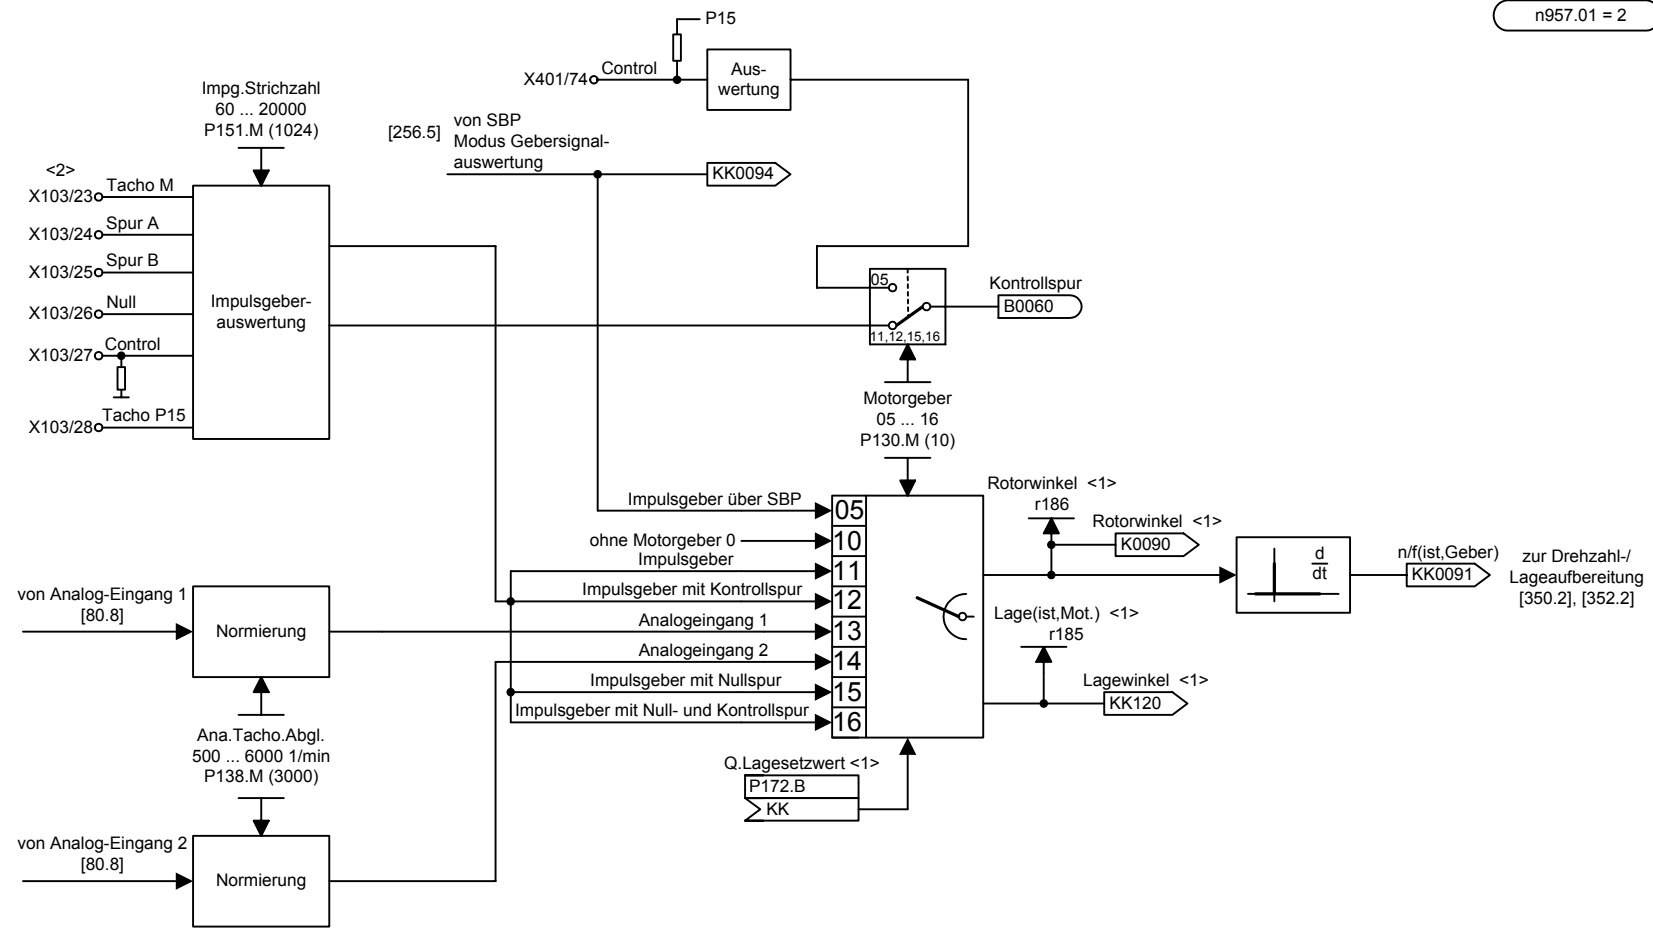 n957.01 = 2
P15
X401/74
Control
Aus-
wertung
Impg.Strichzahl
60 ... 20000
P151.M (1024)
[256.5]
von SBP
Modus Gebersignal-
auswertung
KK0094
<2>
X103/23
Tacho M
X103/24
Spur A
X103/25
Spur B
X103/26
Null
X103/27
Control
X103/28
Tacho P15
Impulsgeber-
auswertung
05
11,12,15,16
Kontrollspur
B0060
Motorgeber
05 ... 16
P130.M (10)
Impulsgeber über SBP
05
ohne Motorgeber 0
10
Impulsgeber
11
Impulsgeber mit Kontrollspur
12
Analogeingang 1
13
Analogeingang 2
14
Impulsgeber mit Nullspur
15
Impulsgeber mit Null- und Kontrollspur
16
Rotorwinkel <1>
r186
Rotorwinkel <1>
K0090
d
dt
n/f(ist,Geber)
KK0091
zur Drehzahl-/
Lageaufbereitung
[350.2], [352.2]
Lage(ist,Mot.) <1>
r185
Lagewinkel <1>
KK120
von Analog-Eingang 1
[80.8]
Normierung
Ana.Tacho.Abgl.
500 ... 6000 1/min
P138.M (3000)
Q.Lagesetzwert <1>
P172.B
KK
von Analog-Eingang 2
[80.8]
Normierung